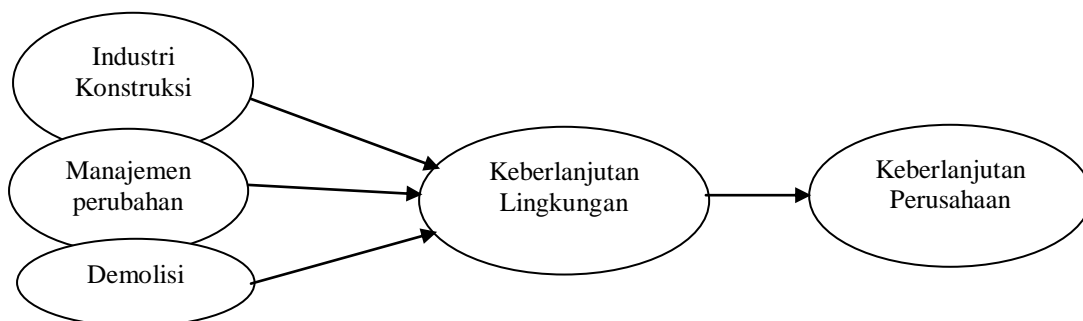 Industri
Konstruksi
Manajemen
perubahan
Demolisi
Keberlanjutan
Lingkungan
Keberlanjutan
Perusahaan